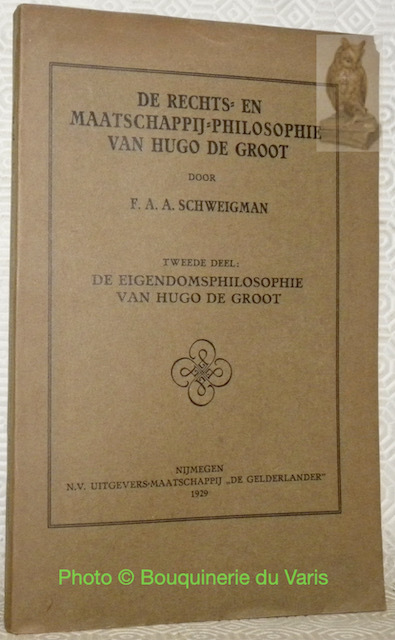 DE RECHTS= EN
MAATSCHAPPIJ=PHILOSOPHIE
VAN HUGO DE GROOT
DOOR
F. A. A. SCHWEIGMAN
TWEEDE DEEL:
DE EIGENDOMSPHILOSOPHIE
VAN HUGO DE GROOT
NIJMEGEN
N.V. UITGEVERS-MAATSCHAPPIJ „DE GELDERLANDER”
1929
Photo © Bouquinerie du Varis